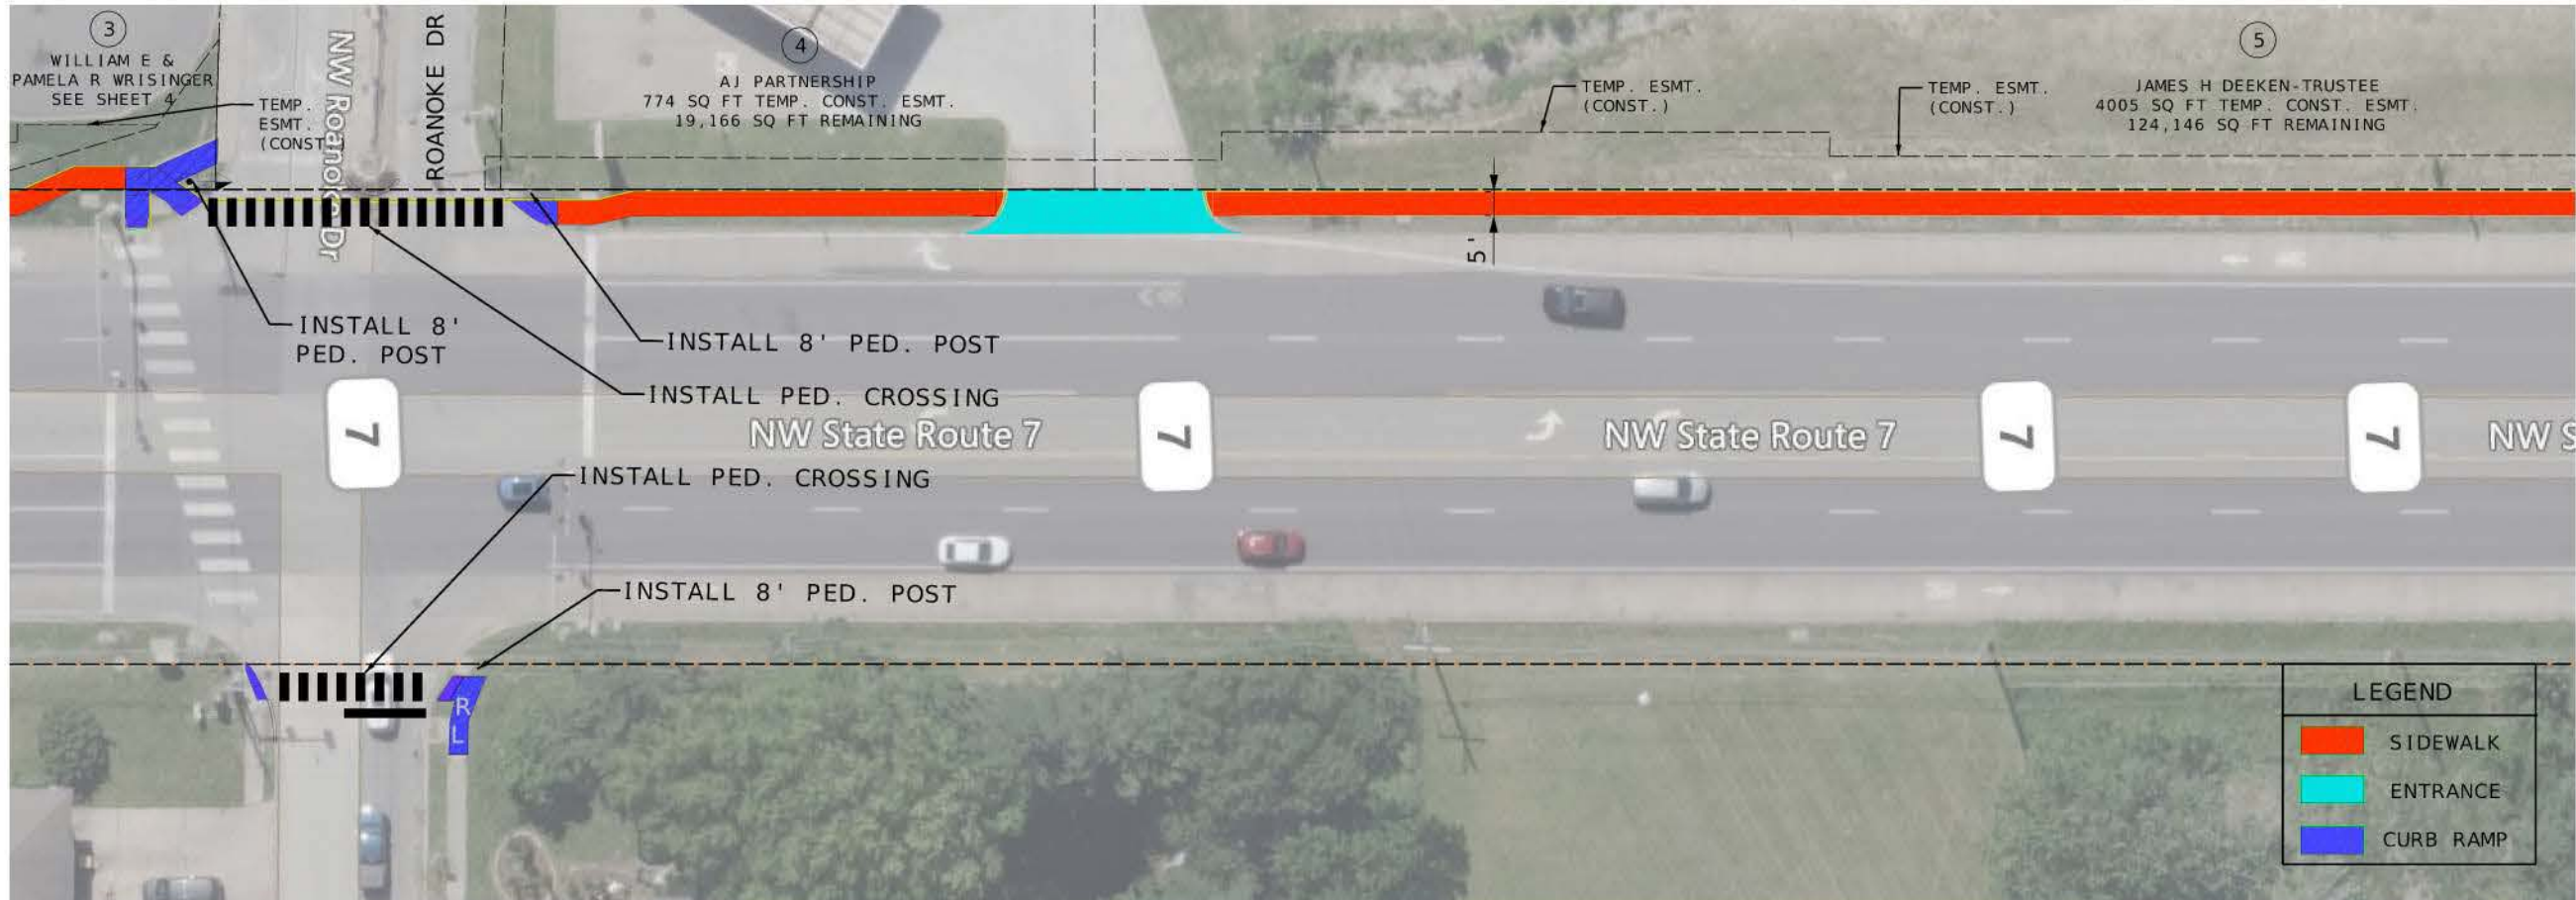 3
WILLIAM E &
PAMELA R WRISINGER
SEE SHEET 4
TEMP.
ESMT.
(CONST.)
NW Roanoke Dr
ROANOKE DR
4
AJ PARTNERSHIP
774 SQ FT TEMP. CONST. ESMT.
19,166 SQ FT REMAINING
TEMP. ESMT.
(CONST.)
TEMP. ESMT.
(CONST.)
5
JAMES H DEEKEN-TRUSTEE
4005 SQ FT TEMP. CONST. ESMT.
124,146 SQ FT REMAINING
5'
INSTALL 8'
PED. POST
INSTALL 8' PED. POST
INSTALL PED. CROSSING
7
NW State Route 7
7
NW State Route 7
7
7
NW S
INSTALL PED. CROSSING
INSTALL 8' PED. POST
R
L
LEGEND
SIDEWALK
ENTRANCE
CURB RAMP